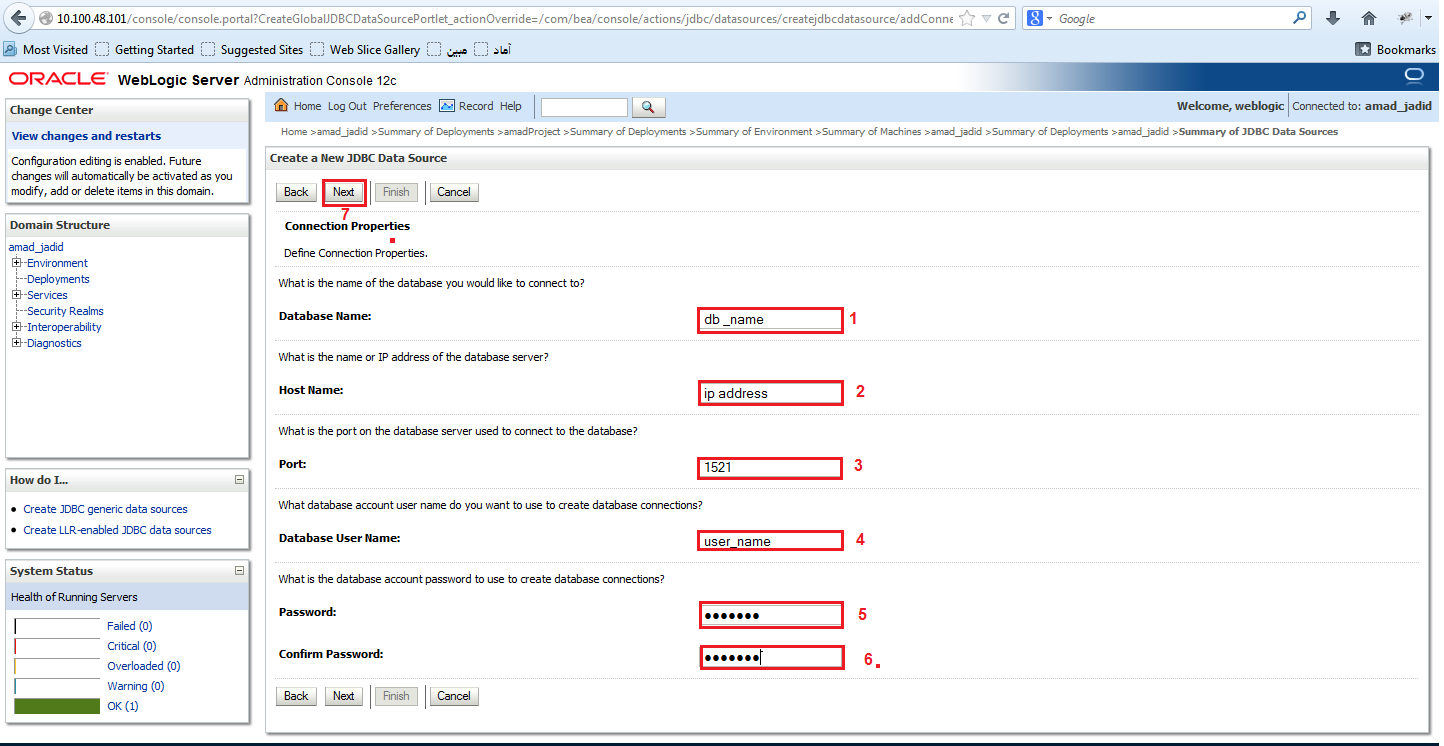 10.100.48.101/console/console.portal?CreateGlobalJDBCDataSourcePortlet_actionOverride=/com/bea/console/actions/jdbc/datasources/createjdbcdatasource/addConne
8 Google
Most Visited Getting Started Suggested Sites Web Slice Gallery مبین آماد
Bookmarks
ORACLE WebLogic Server Administration Console 12c
Change Center
View changes and restarts
Configuration editing is enabled. Future
changes will automatically be activated as you
modify, add or delete items in this domain.
Domain Structure
amad_jadid
Environment
Deployments
Services
Security Realms
Interoperability
Diagnostics
How do I...
Create JDBC generic data sources
Create LLR-enabled JDBC data sources
System Status
Health of Running Servers
Failed (0)
Critical (0)
Overloaded (0)
Warning (0)
OK (1)
Home Log Out Preferences Record Help
Welcome, weblogic Connected to: amad_jadid
Home >amad_jadid >Summary of Deployments >amadProject >Summary of Deployments >Summary of Environment >Summary of Machines >amad_jadid >Summary of Deployments >amad_jadid >Summary of JDBC Data Sources
Create a New JDBC Data Source
Back Next Finish Cancel
7
Connection Properties
Define Connection Properties.
What is the name of the database you would like to connect to?
Database Name: db _name 1
What is the name or IP address of the database server?
Host Name: ip address 2
What is the port on the database server used to connect to the database?
Port: 1521 3
What database account user name do you want to use to create database connections?
Database User Name: user_name 4
What is the database account password to use to create database connections?
Password: ●●●●●●● 5
Confirm Password: ●●●●●●● 6
Back Next Finish Cancel